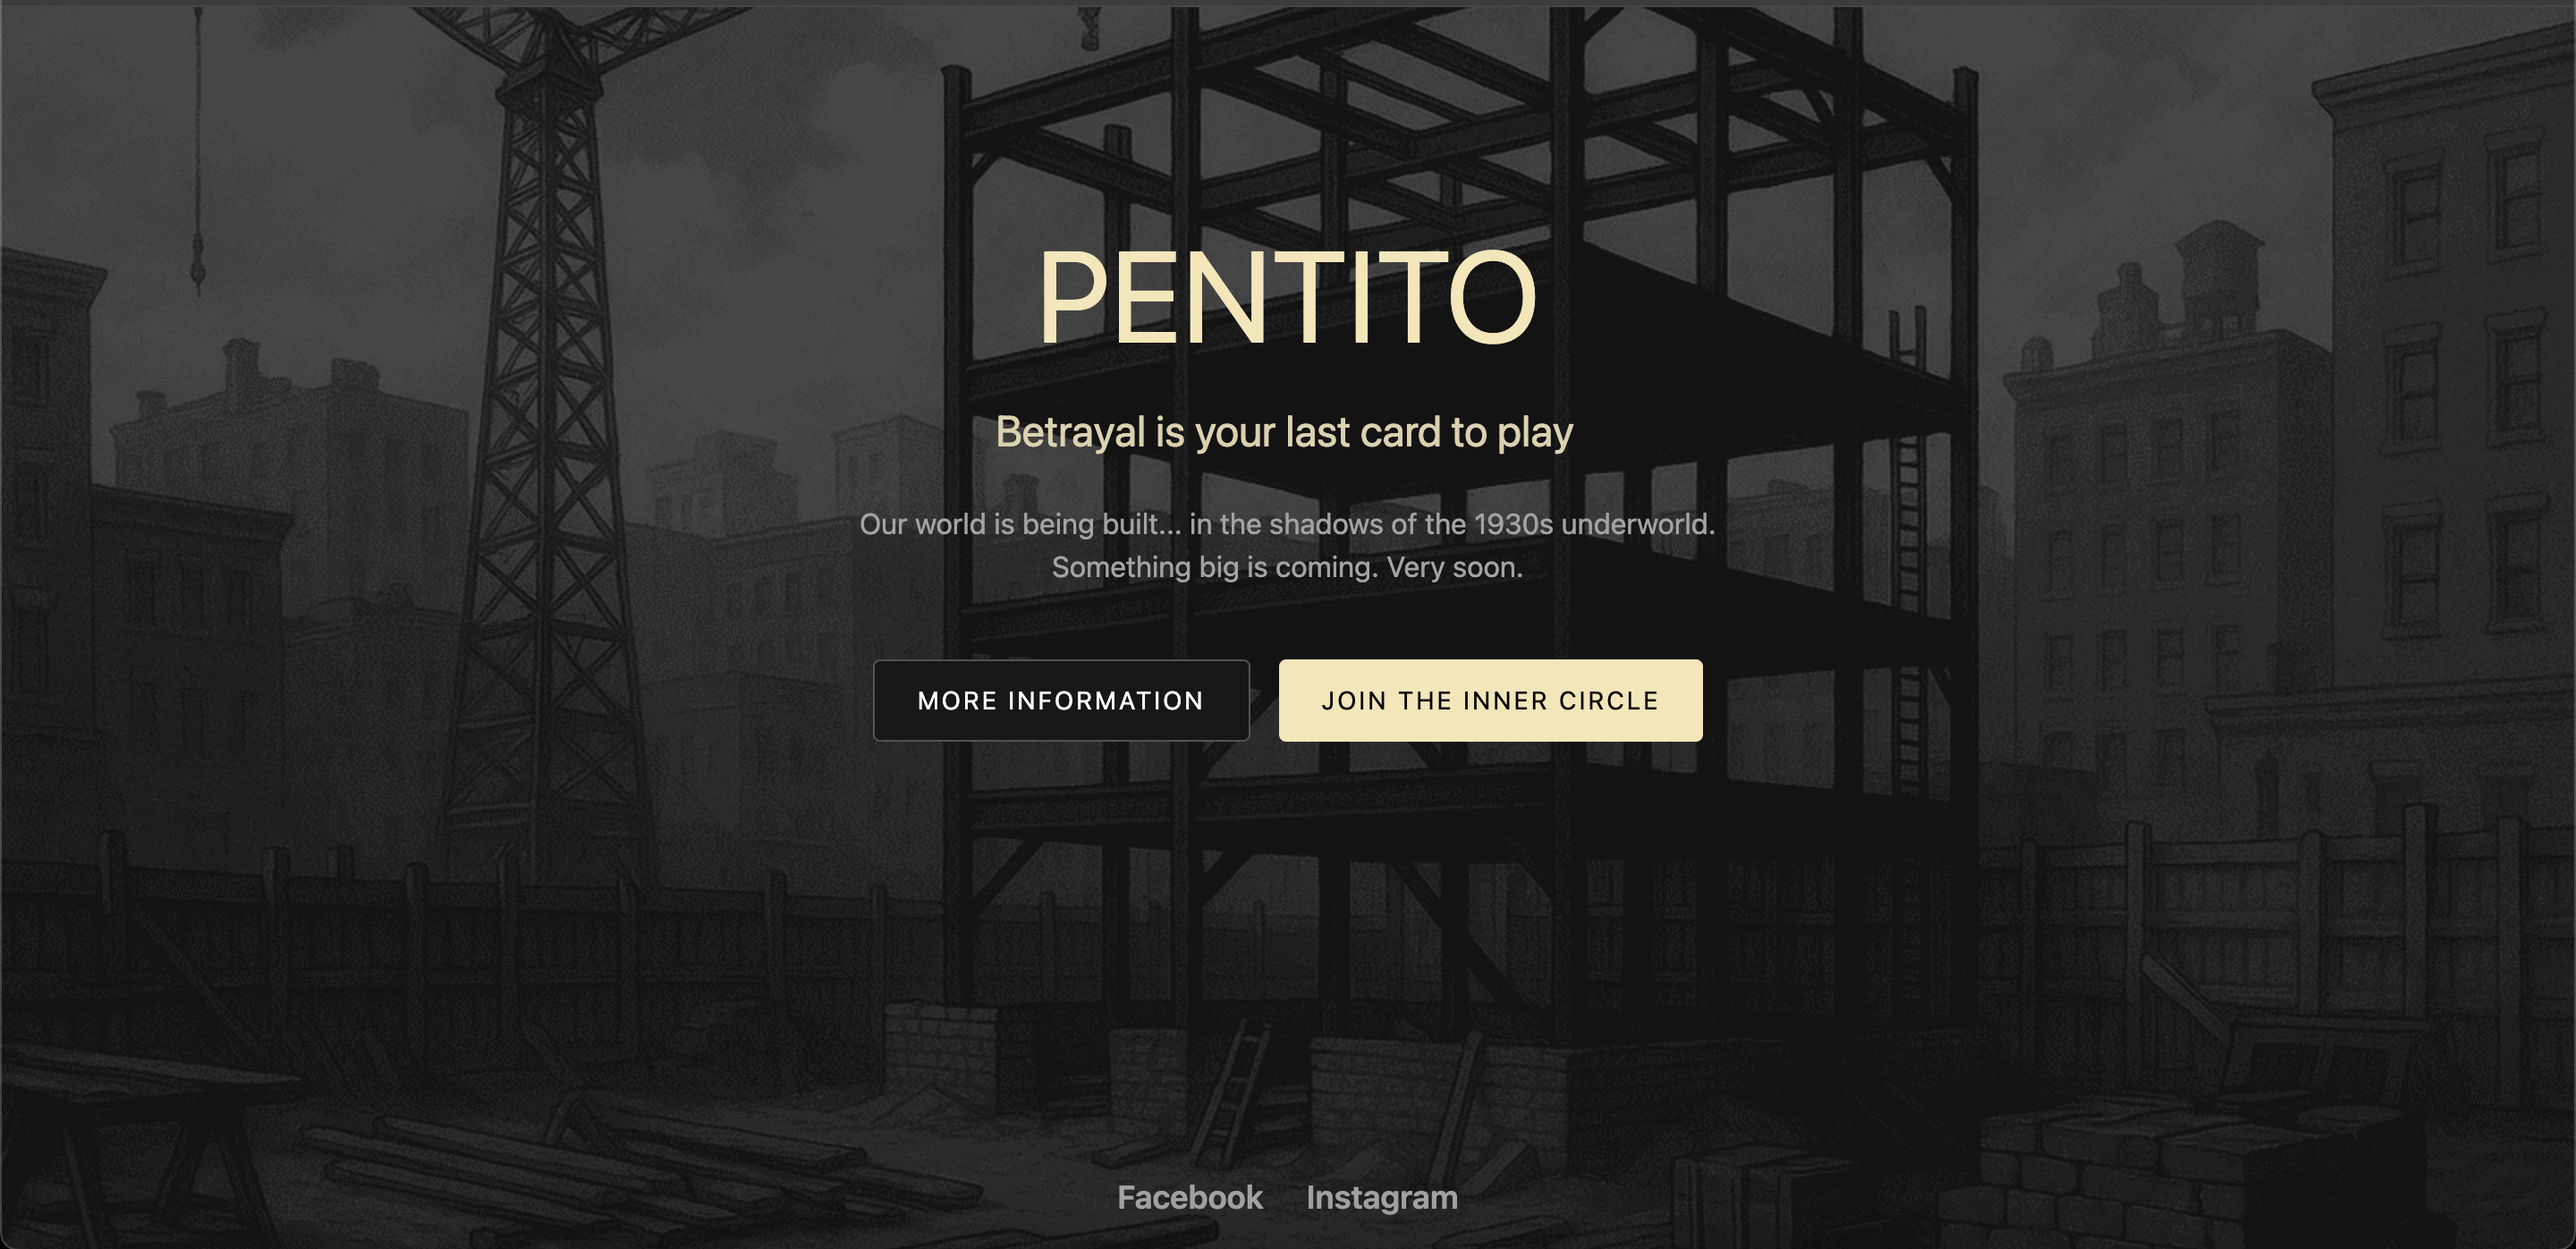 PENTITO
Betrayal is your last card to play
Our world is being built... in the shadows of the 1930s underworld.
Something big is coming. Very soon.
MORE INFORMATION
JOIN THE INNER CIRCLE
Facebook
Instagram